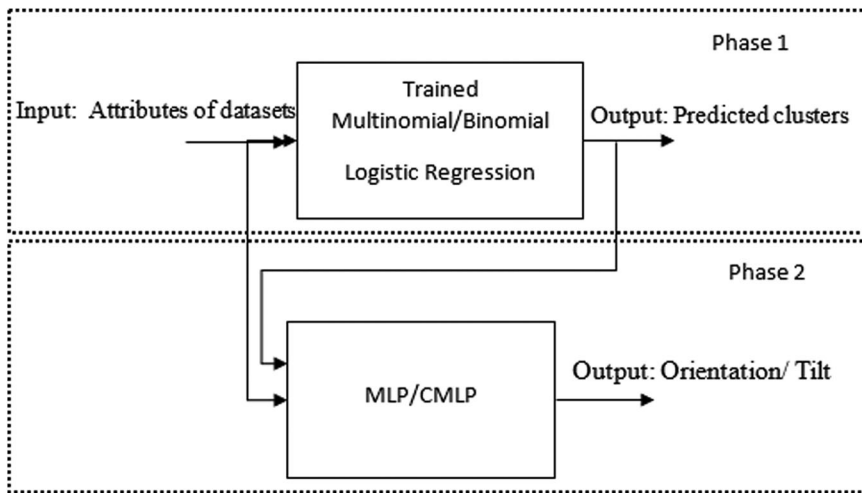 Phase 1
Input: Attributes of datasets
Trained
Multinomial/Binomial
Logistic Regression
Output: Predicted clusters
Phase 2
MLP/CMLP
Output: Orientation/ Tilt